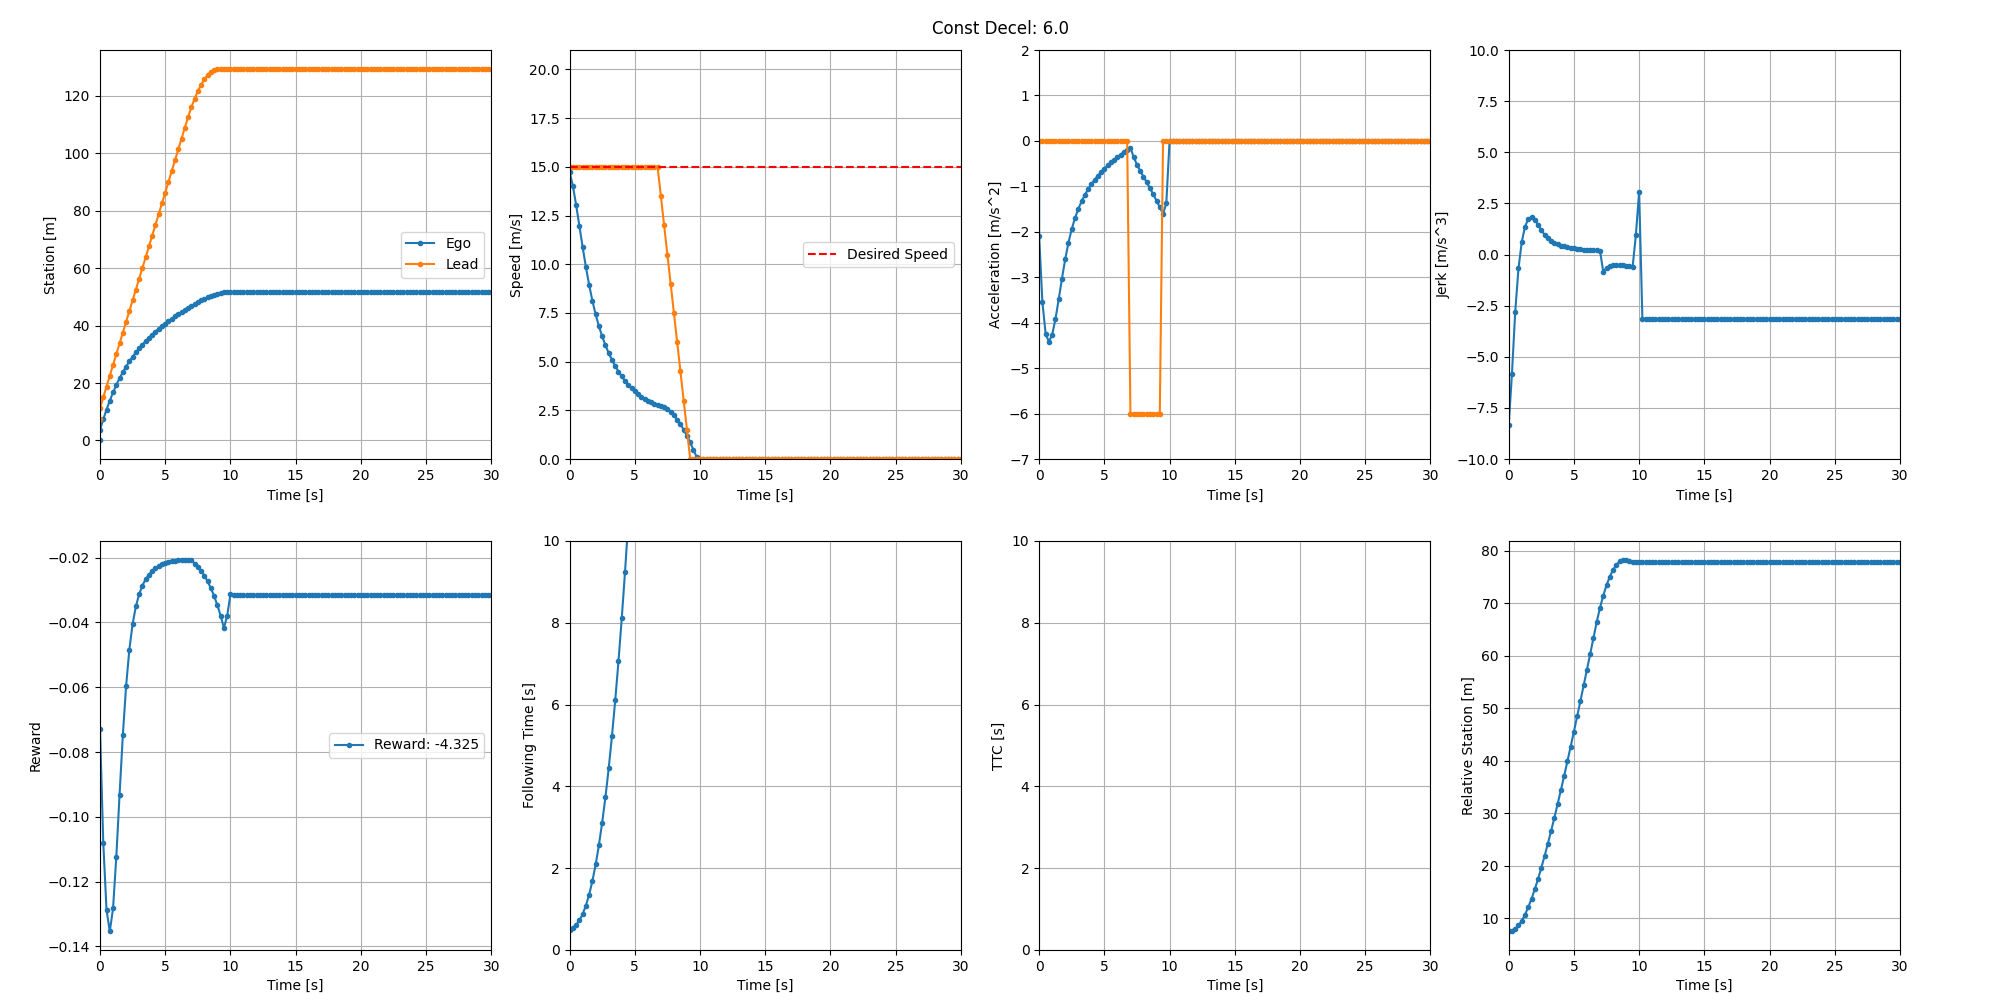 Const Decel: 6.0
Station [m]
120
100
80
60
40
20
0
Ego
Lead
0 5 10 15 20 25 30
Time [s]
Speed [m/s]
20.0
17.5
15.0
12.5
10.0
7.5
5.0
2.5
0.0
Desired Speed
0 5 10 15 20 25 30
Time [s]
Acceleration [m/s^2]
2
1
0
−1
−2
−3
−4
−5
−6
−7
0 5 10 15 20 25 30
Time [s]
Jerk [m/s^3]
10.0
7.5
5.0
2.5
0.0
−2.5
−5.0
−7.5
−10.0
0 5 10 15 20 25 30
Time [s]
Reward
−0.02
−0.04
−0.06
−0.08
−0.10
−0.12
−0.14
Reward: -4.325
0 5 10 15 20 25 30
Time [s]
Following Time [s]
10
8
6
4
2
0
0 5 10 15 20 25 30
Time [s]
TTC [s]
10
8
6
4
2
0
0 5 10 15 20 25 30
Time [s]
Relative Station [m]
80
70
60
50
40
30
20
10
0 5 10 15 20 25 30
Time [s]